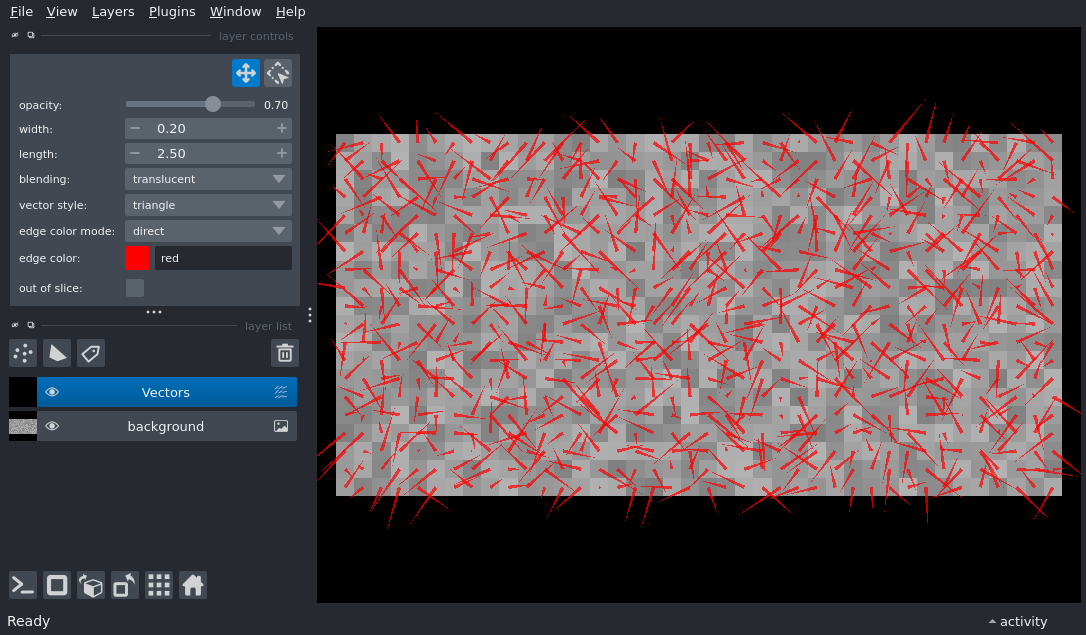 File View Layers Plugins Window Help
layer controls
opacity: 0.70
width: 0.20
length: 2.50
blending: translucent
vector style: triangle
edge color mode: direct
edge color: red
out of slice:
layer list
Vectors
background
Ready activity